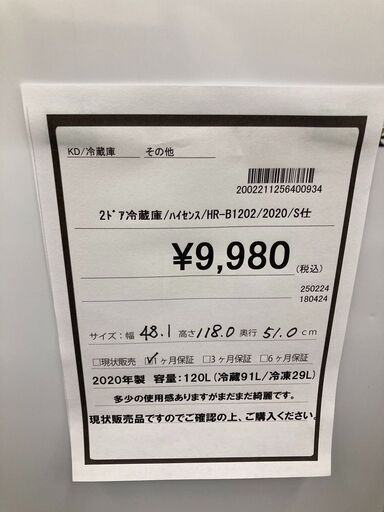 KD/冷蔵庫 その他
2002211256400934
2ﾄﾞｱ冷蔵庫/ﾊｲｾﾝｽ/HR-B1202/2020/S仕
¥9,980 (税込)
250224
180424
サイズ：幅 48.1 高さ 118.0 奥行 51.0 cm
□現状販売 ☑1ヶ月保証 □3ヶ月保証 □6ヶ月保証
2020年製 容量：120L（冷蔵91L/冷凍29L）
多少の使用感ありますがまだまだ綺麗です。
現状販売品ですのでご確認の上、ご購入ください。